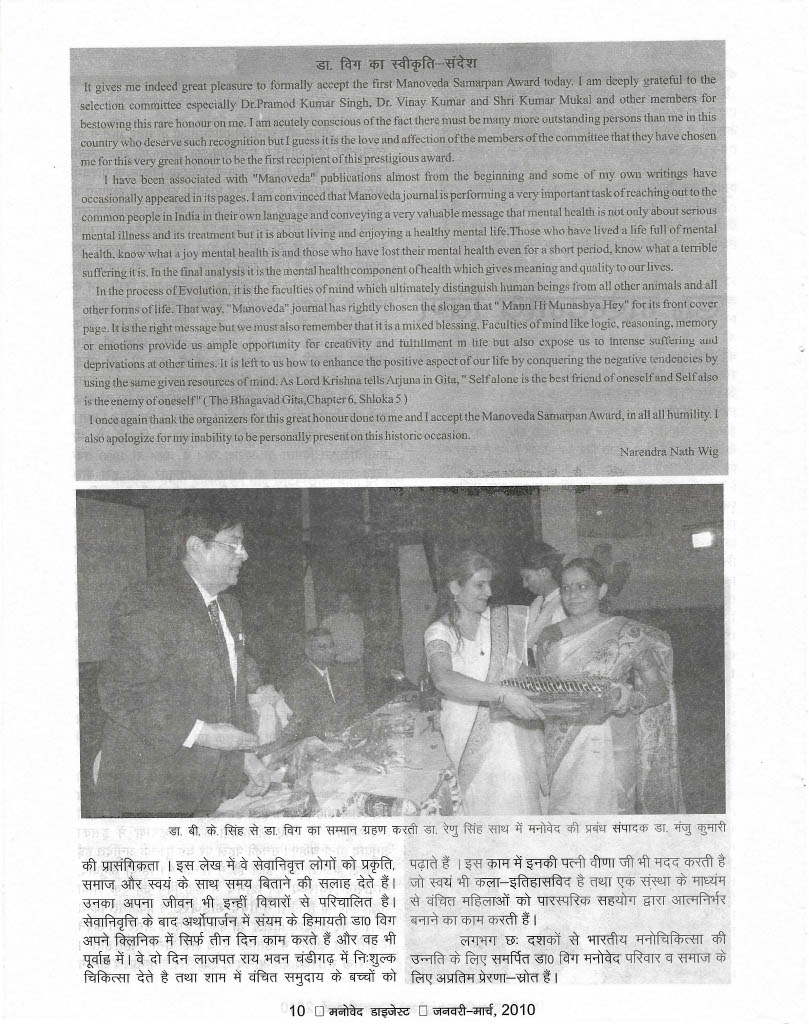 डा. विग का स्वीकृति–संदेश
It gives me indeed great pleasure to formally accept the first Manoveda Samarpan Award today. I am deeply grateful to the
selection committee especially Dr.Pramod Kumar Singh, Dr. Vinay Kumar and Shri Kumar Mukal and other members for
bestowing this rare honour on me. I am acutely conscious of the fact there must be many more outstanding persons than me in this
country who deserve such recognition but I guess it is the love and affection of the members of the committee that they have chosen
me for this very great honour to be the first recipient of this prestigious award.
I have been associated with "Manoveda" publications almost from the beginning and some of my own writings have
occasionally appeared in its pages. I am convinced that Manoveda journal is performing a very important task of reaching out to the
common people in India in their own language and conveying a very valuable message that mental health is not only about serious
mental illness and its treatment but it is about living and enjoying a healthy mental life.Those who have lived a life full of mental
health, know what a joy mental health is and those who have lost their mental health even for a short period, know what a terrible
suffering it is. In the final analysis it is the mental health component of health which gives meaning and quality to our lives.
In the process of Evolution, it is the faculties of mind which ultimately distinguish human beings from all other animals and all
other forms of life. That way, "Manoveda" journal has rightly chosen the slogan that " Mann Hi Munashya Hey" for its front cover
page. It is the right message but we must also remember that it is a mixed blessing. Faculties of mind like logic, reasoning, memory
or emotions provide us ample opportunity for creativity and fulfillment in life but also expose us to intense suffering and
deprivations at other times. It is left to us how to enhance the positive aspect of our life by conquering the negative tendencies by
using the same given resources of mind. As Lord Krishna tells Arjuna in Gita, " Self alone is the best friend of oneself and Self also
is the enemy of oneself" ( The Bhagavad Gita,Chapter 6, Shloka 5 )
I once again thank the organizers for this great honour done to me and I accept the Manoveda Samarpan Award, in all all humility. I
also apologize for my inability to be personally present on this historic occasion.
Narendra Nath Wig
डा. बी. के. सिंह से डा. विग का सम्मान ग्रहण करती डा. रेणु सिंह साथ में मनोवेद की प्रबंध संपादक डा. मंजु कुमारी
की प्रासंगिकता । इस लेख में वे सेवानिवृत्त लोगों को प्रकृति,
समाज और स्वयं के साथ समय बिताने की सलाह देते हैं।
उनका अपना जीवन भी इन्हीं विचारों से परिचालित है।
सेवानिवृत्ति के बाद अर्थोपार्जन में संयम के हिमायती डा0 विग
अपने क्लिनिक में सिर्फ तीन दिन काम करते हैं और वह भी
पूर्वाह्न में। वे दो दिन लाजपत राय भवन चंडीगढ़ में निःशुल्क
चिकित्सा देते है तथा शाम में वंचित समुदाय के बच्चों को
पढ़ाते हैं । इस काम में इनकी पत्नी वीणा जी भी मदद करती है
जो स्वयं भी कला–इतिहासविद है तथा एक संस्था के माध्यम
से वंचित महिलाओं को पारस्परिक सहयोग द्वारा आत्मनिर्भर
बनाने का काम करती हैं ।
लगभग छः दशकों से भारतीय मनोचिकित्सा की
उन्नति के लिए समर्पित डा0 विग मनोवेद परिवार व समाज के
लिए अप्रतिम प्रेरणा–स्रोत हैं ।
10 □ मनोवेद डाइजेस्ट □ जनवरी–मार्च, 2010